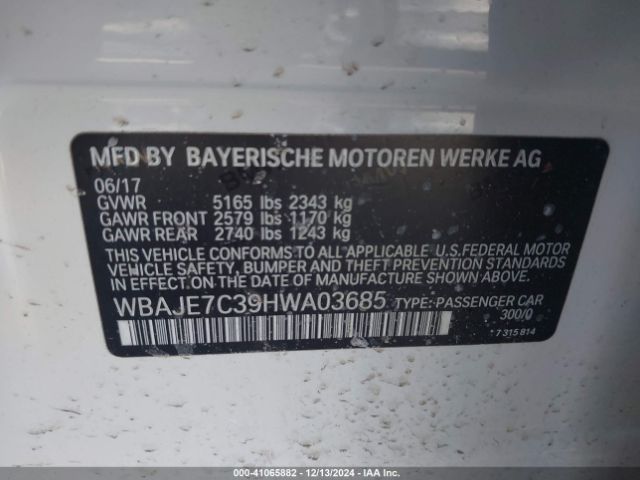 MFD BY BAYERISCHE MOTOREN WERKE AG
06/17
GVWR 5165 lbs 2343 kg
GAWR FRONT 2579 lbs 1170 kg
GAWR REAR 2740 lbs 1243 kg
THIS VEHICLE CONFORMS TO ALL APPLICABLE U.S.FEDERAL MOTOR
VEHICLE SAFETY, BUMPER AND THEFT PREVENTION STANDARDS
IN EFFECT ON THE DATE OF MANUFACTURE SHOWN ABOVE.
WBAJE7C39HWA03685 TYPE: PASSENGER CAR
300/0
7 315 814
000-41065882 - 12/13/2024 - IAA Inc.